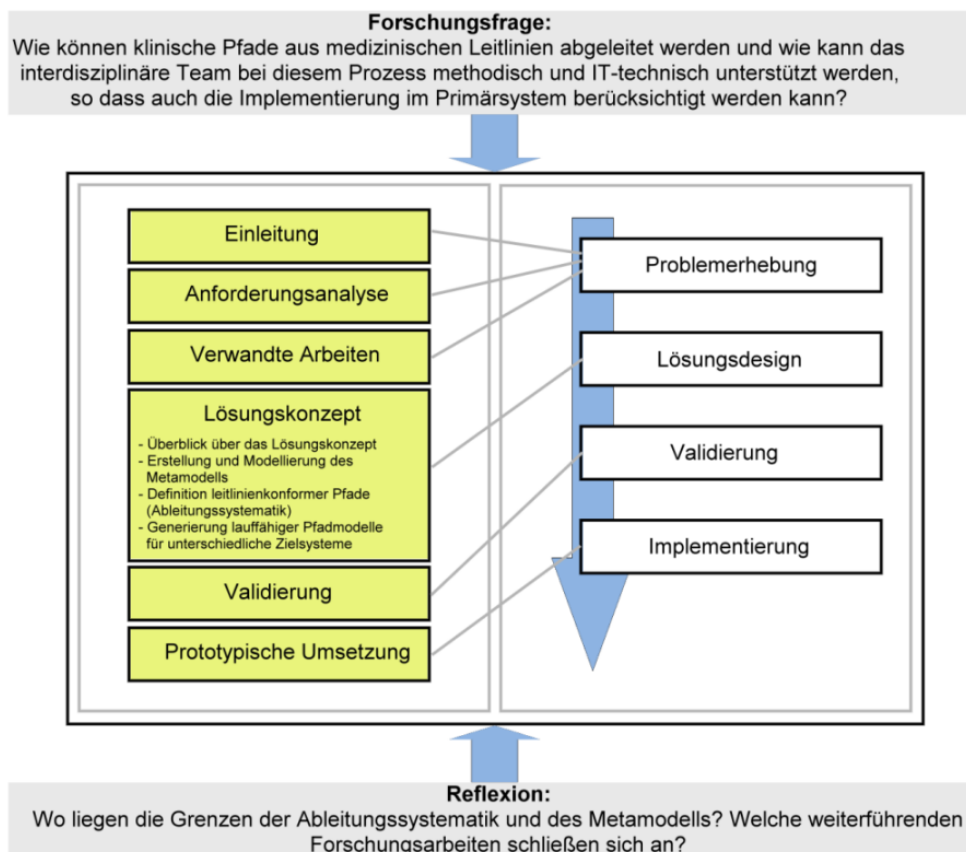 Forschungsfrage:
Wie können klinische Pfade aus medizinischen Leitlinien abgeleitet werden und wie kann das
interdisziplinäre Team bei diesem Prozess methodisch und IT-technisch unterstützt werden,
so dass auch die Implementierung im Primärsystem berücksichtigt werden kann?
Einleitung
Anforderungsanalyse
Verwandte Arbeiten
Lösungskonzept
- Überblick über das Lösungskonzept
- Erstellung und Modellierung des
Metamodells
- Definition leitlinienkonformer Pfade
(Ableitungssystematik)
- Generierung lauffähiger Pfadmodelle
für unterschiedliche Zielsysteme
Validierung
Prototypische Umsetzung
Problemerhebung
Lösungsdesign
Validierung
Implementierung
Reflexion:
Wo liegen die Grenzen der Ableitungssystematik und des Metamodells? Welche weiterführenden
Forschungsarbeiten schließen sich an?